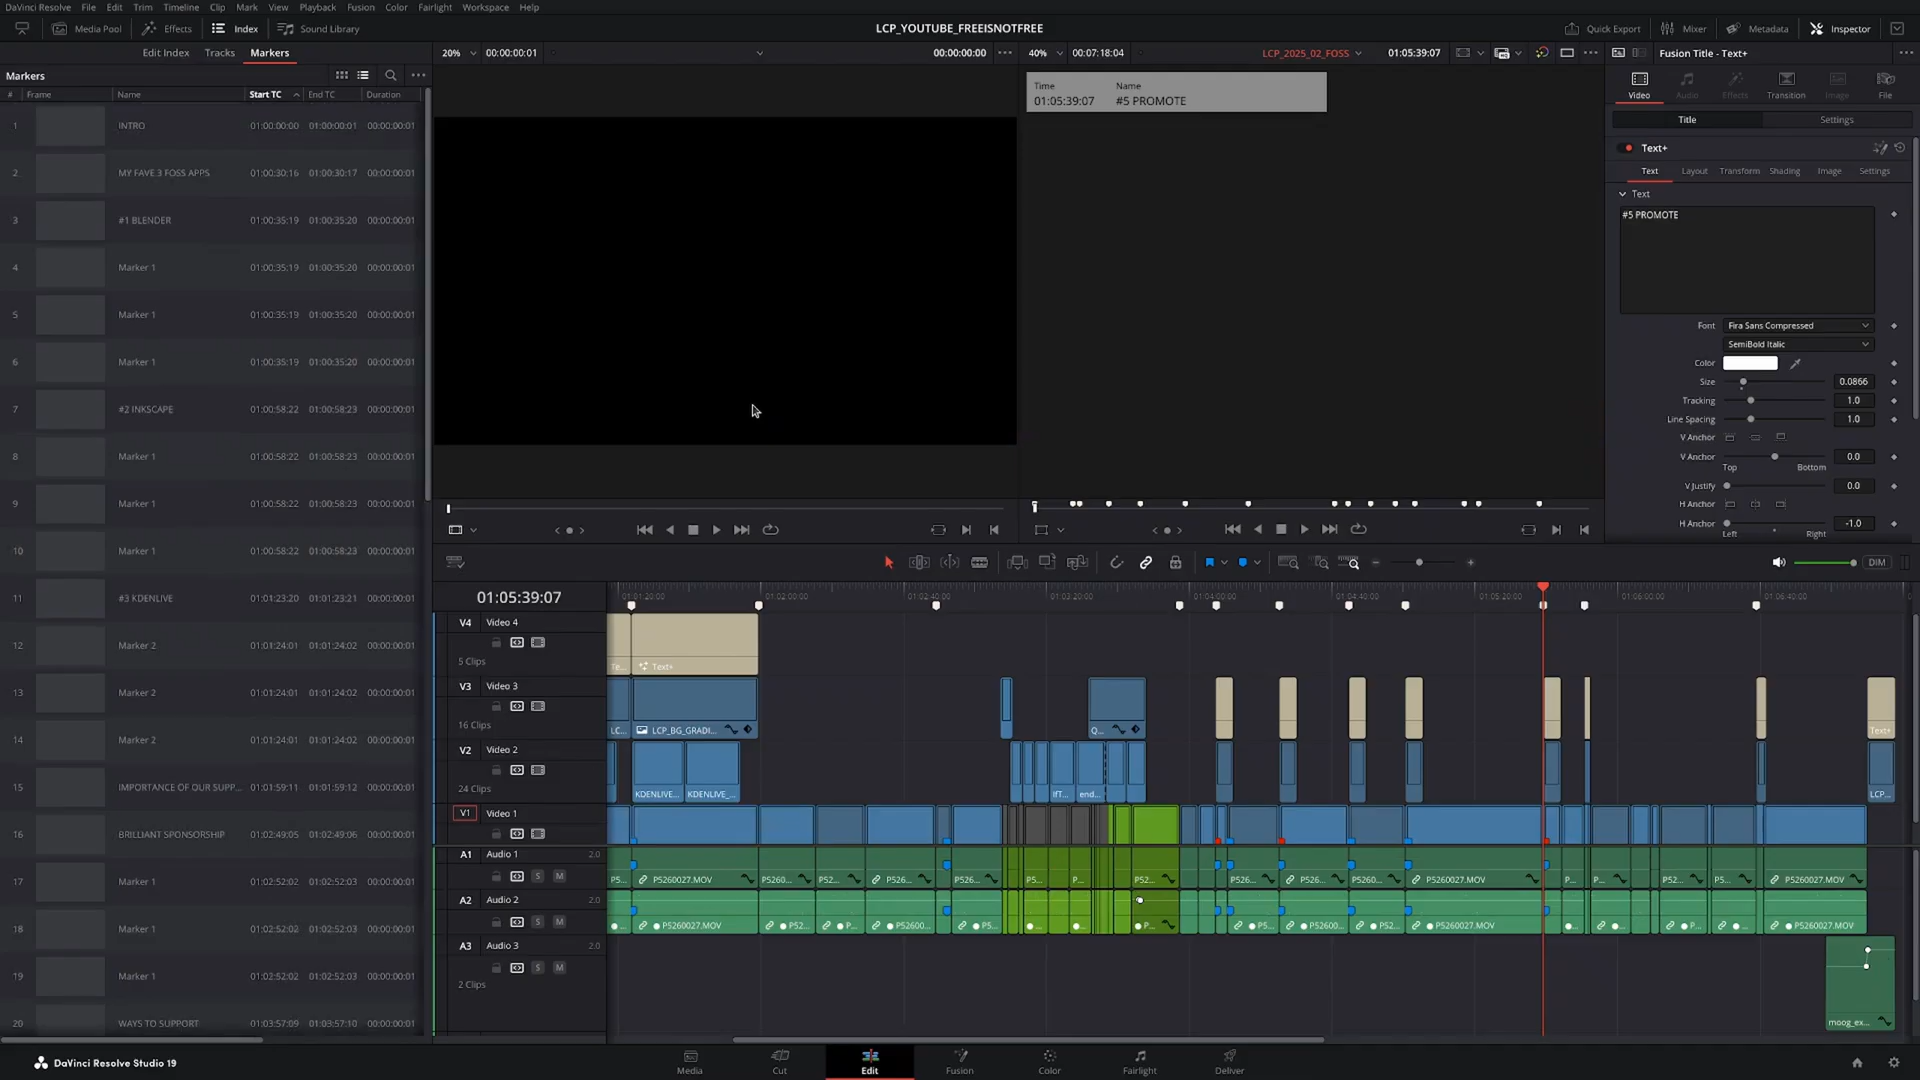 DaVinci Resolve File Edit Trim Timeline Clip Mark View Playback Fusion Color Fairlight Workspace Help
Media Pool Effects Index Sound Library
LCP_YOUTUBE_FREEISNOTFREE
Quick Export Mixer Metadata Inspector
Edit Index Tracks Markers
20% 00:00:00:01 00:00:00:00
40% 00:07:18:04 LCP_2025_02_FOSS 01:05:39:07
Fusion Title - Text+
Markers
# Frame Name Start TC End TC Duration
1 INTRO 01:00:00:00 01:00:00:01 00:00:00:01
2 MY FAVE 3 FOSS APPS 01:00:30:16 01:00:30:17 00:00:00:01
3 #1 BLENDER 01:00:35:19 01:00:35:20 00:00:00:01
4 Marker 1 01:00:35:19 01:00:35:20 00:00:00:01
5 Marker 1 01:00:35:19 01:00:35:20 00:00:00:01
6 Marker 1 01:00:35:19 01:00:35:20 00:00:00:01
7 #2 INKSCAPE 01:00:58:22 01:00:58:23 00:00:00:01
8 Marker 1 01:00:58:22 01:00:58:23 00:00:00:01
9 Marker 1 01:00:58:22 01:00:58:23 00:00:00:01
10 Marker 1 01:00:58:22 01:00:58:23 00:00:00:01
11 #3 KDENLIVE 01:01:23:20 01:01:23:21 00:00:00:01
12 Marker 2 01:01:24:01 01:01:24:02 00:00:00:01
13 Marker 2 01:01:24:01 01:01:24:02 00:00:00:01
14 Marker 2 01:01:24:01 01:01:24:02 00:00:00:01
15 IMPORTANCE OF OUR SUPP... 01:01:59:11 01:01:59:12 00:00:00:01
16 BRILLIANT SPONSORSHIP 01:02:49:05 01:02:49:06 00:00:00:01
17 Marker 1 01:02:52:02 01:02:52:03 00:00:00:01
18 Marker 1 01:02:52:02 01:02:52:03 00:00:00:01
19 Marker 1 01:02:52:02 01:02:52:03 00:00:00:01
20 WAYS TO SUPPORT 01:03:57:09 01:03:57:10 00:00:00:01
Time Name
01:05:39:07 #5 PROMOTE
Video Audio Effects Transition Image File
Title Settings
Text+
Text Layout Transform Shading Image Settings
Text
#5 PROMOTE
Font Fira Sans Compressed
SemiBold Italic
Color
Size 0.0866
Tracking 1.0
Line Spacing 1.0
V Anchor
V Anchor 0.0
Top Bottom
V Justify 0.0
H Anchor
H Anchor -1.0
Left Right
DIM
01:05:39:07
01:01:20:00 01:02:00:00 01:02:40:00 01:03:20:00 01:04:00:00 01:04:40:00 01:05:20:00 01:06:00:00 01:06:40:00
V4 Video 4
5 Clips
Te... Text+
V3 Video 3
16 Clips
LC... LCP_BG_GRADI... Q... Text+
V2 Video 2
24 Clips
KDENLIVE... KDENLIVE_... IfT... end... LCP...
V1 Video 1
A1 Audio 1 2.0
S M
P5... P5260027.MOV P5260... P52... P526... P526... P5... P... P52... P526... P526... P5260... P5260027.MOV P... P... P52... P5... P5260027.MOV
A2 Audio 2 2.0
S M
P5260027.MOV P52... P... P52600... P5... P... P5... P52600... P52... P5260027.MOV P... P... P5260027.MOV
A3 Audio 3 2.0
S M
2 Clips
moog_ex...
DaVinci Resolve Studio 19
Media Cut Edit Fusion Color Fairlight Deliver